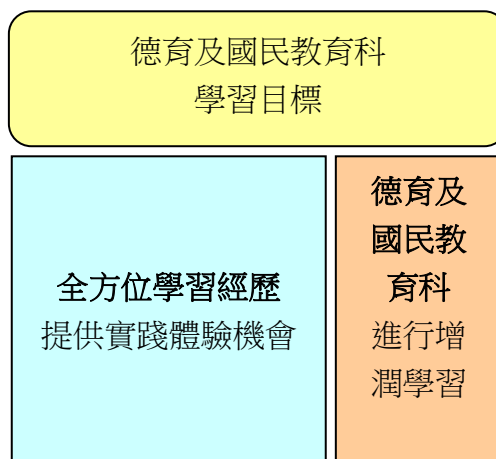 德育及國民教育科
學習目標
全方位學習經歷
提供實踐體驗機會
德育及
國民教
育科
進行增
潤學習